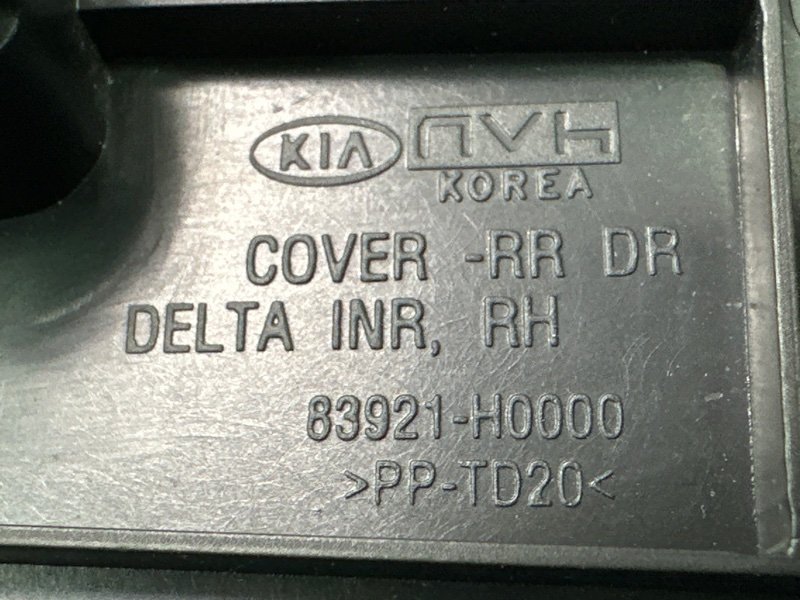 KIA NVH
KOREA
COVER -RR DR
DELTA INR, RH
83921-H0000
>PP-TD20<